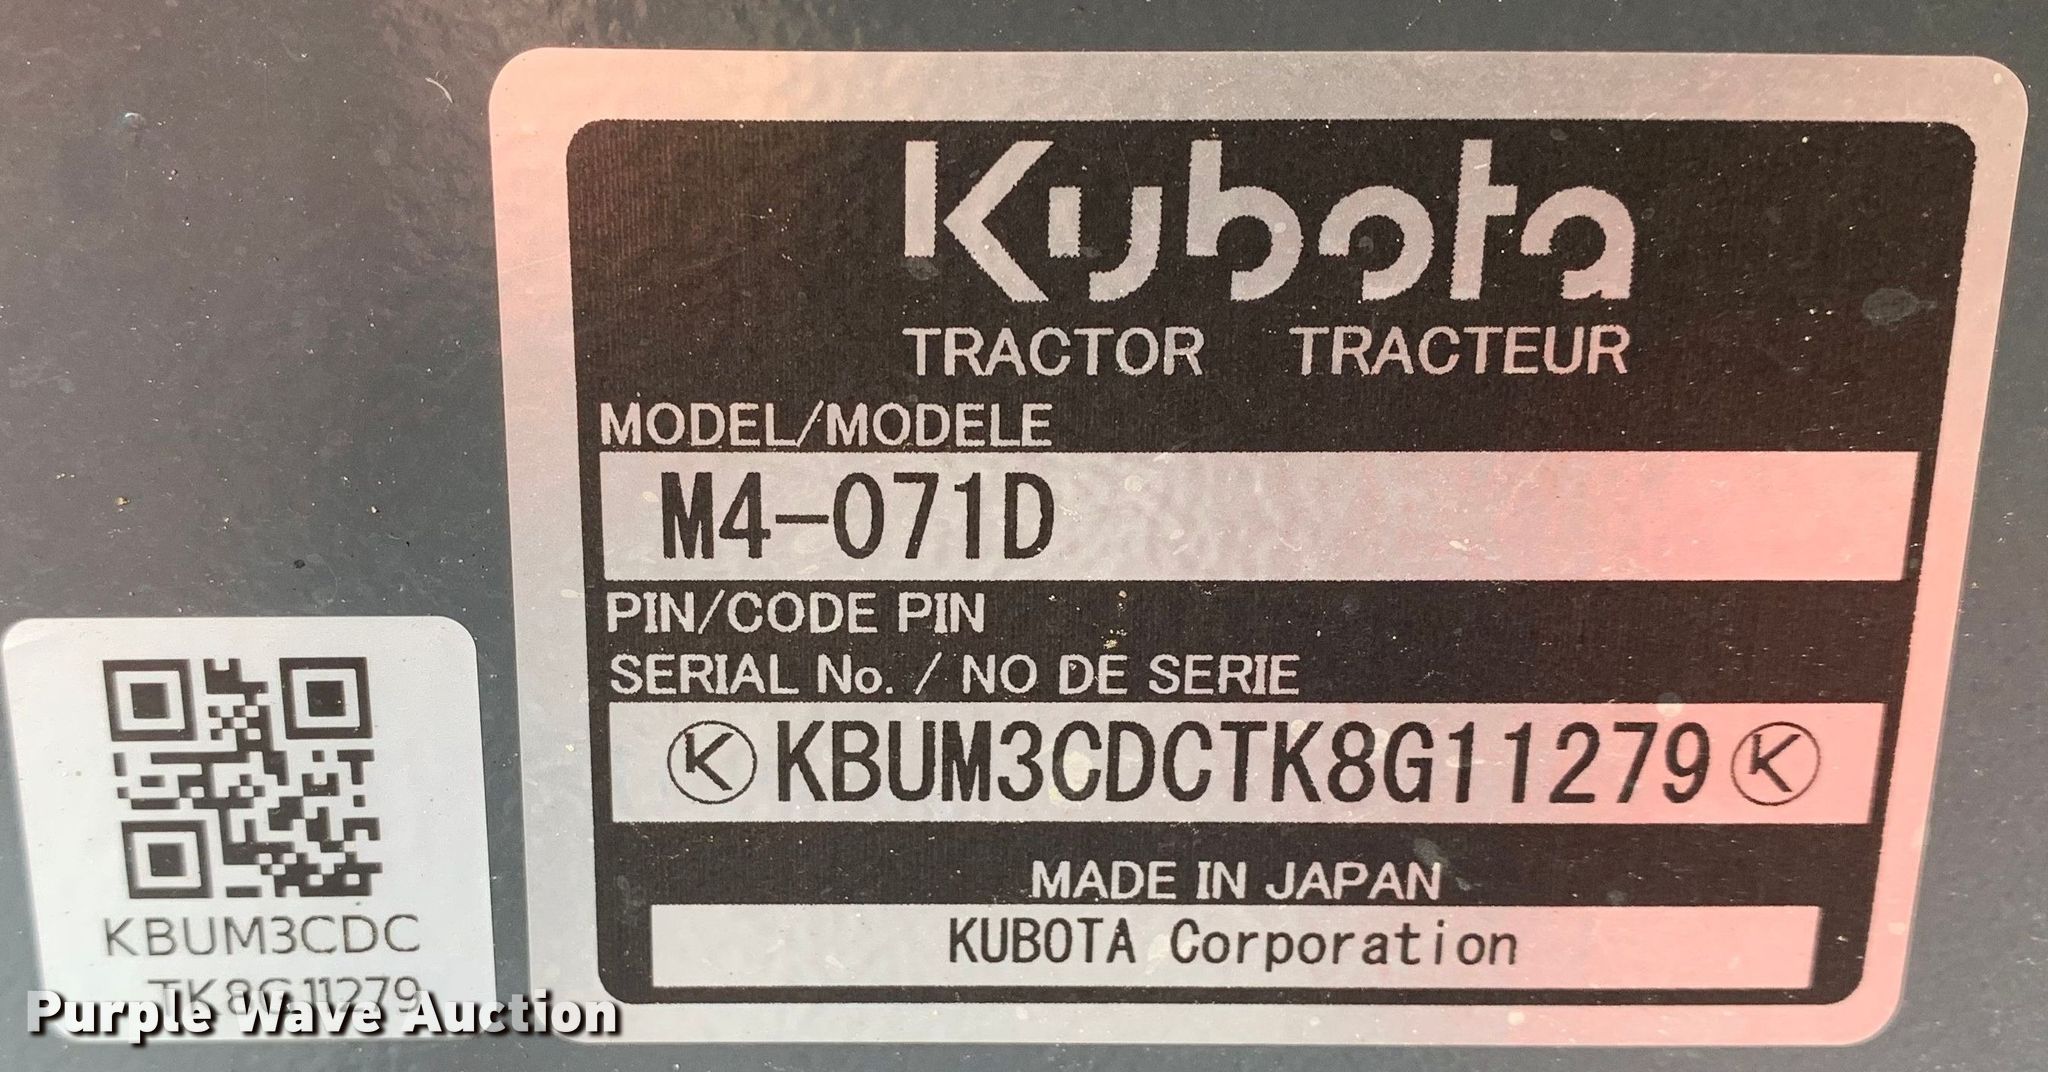 Kubota
TRACTOR TRACTEUR
MODEL/MODELE
M4-071D
PIN/CODE PIN
SERIAL No. / NO DE SERIE
KBUM3CDCTK8G11279
MADE IN JAPAN
KUBOTA Corporation
KBUM3CDC
TK8G11279
Purple Wave Auction